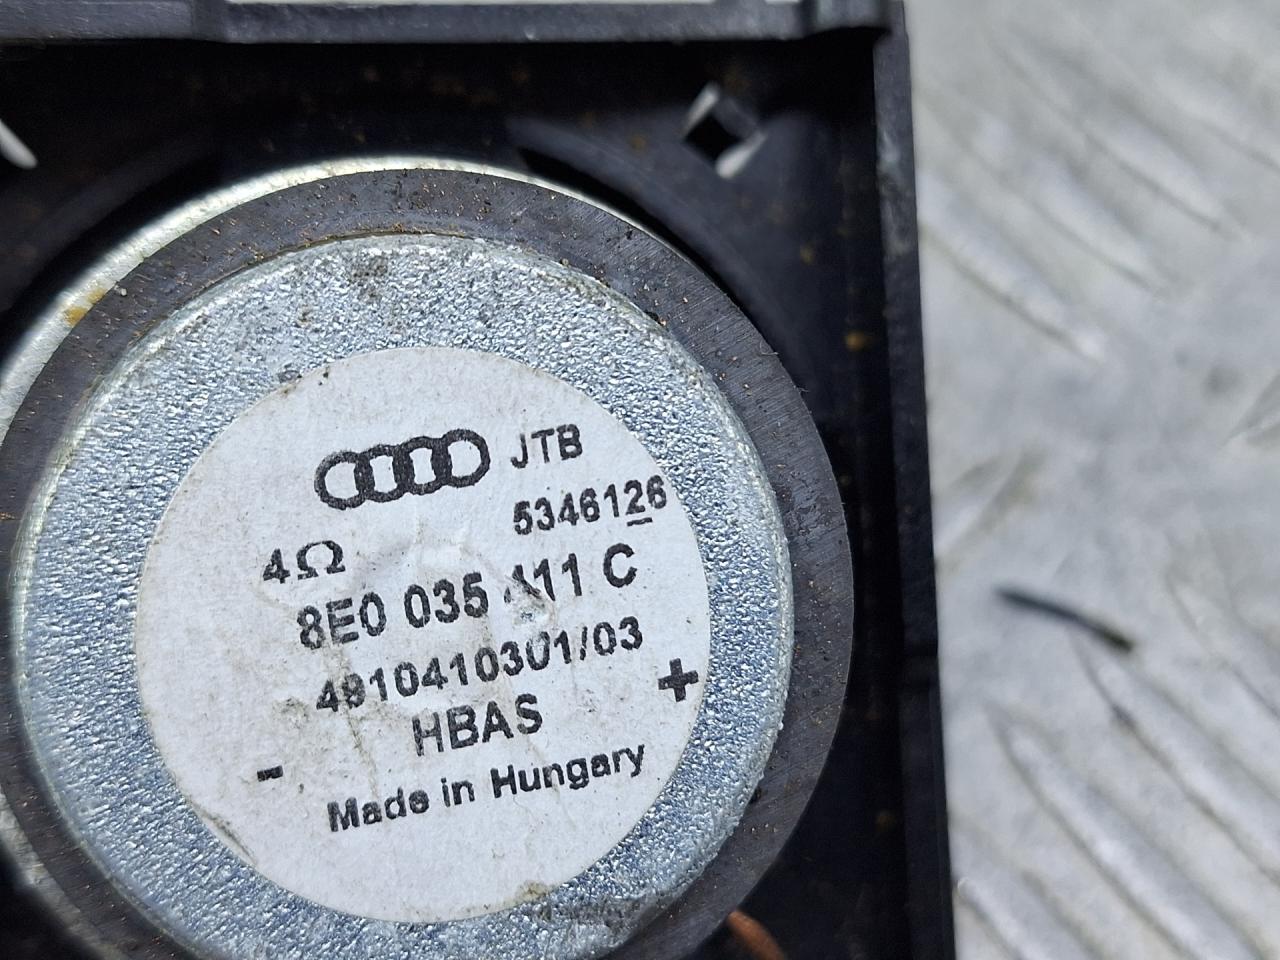 JTB
5346126
4Ω
8E0 035 411 C
4910410301/03
+
HBAS
-
Made in Hungary